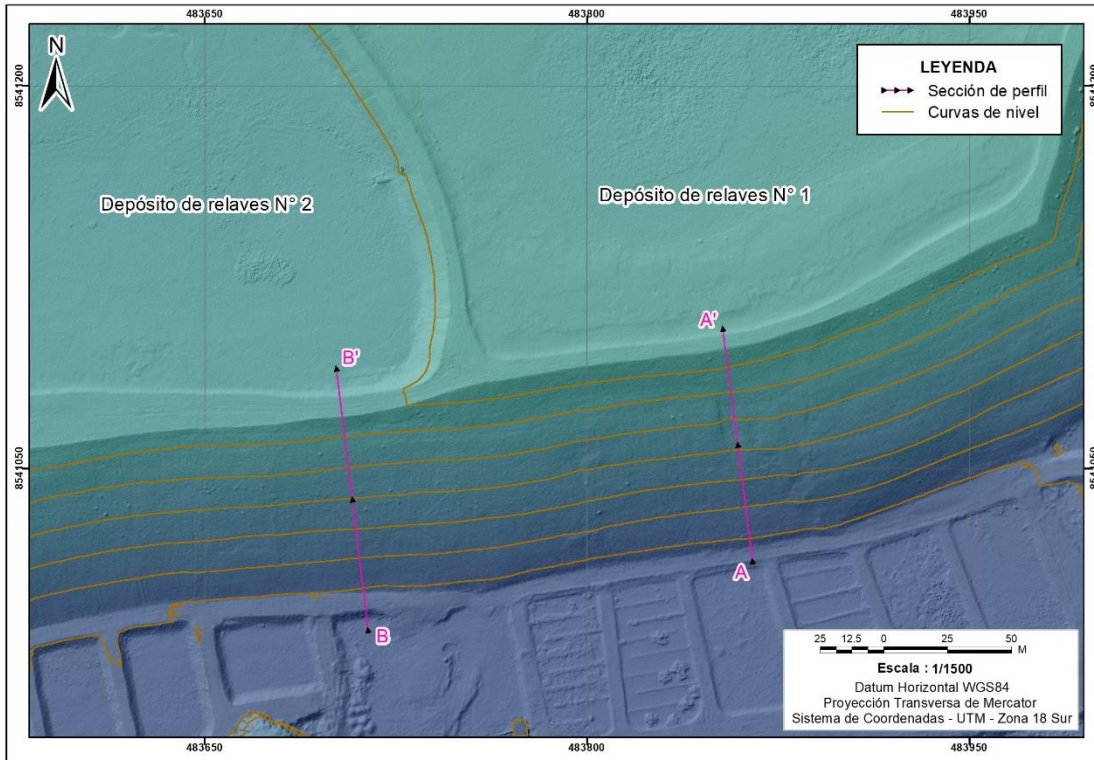 483650 483800 483950
N
LEYENDA
Sección de perfil
Curvas de nivel
8541200 8541200
Depósito de relaves N° 2
Depósito de relaves N° 1
A'
B'
8541050 8541050
A
B
25 12.5 0 25 50
M
Escala : 1/1500
Datum Horizontal WGS84
Proyección Transversa de Mercator
Sistema de Coordenadas - UTM - Zona 18 Sur
483650 483800 483950